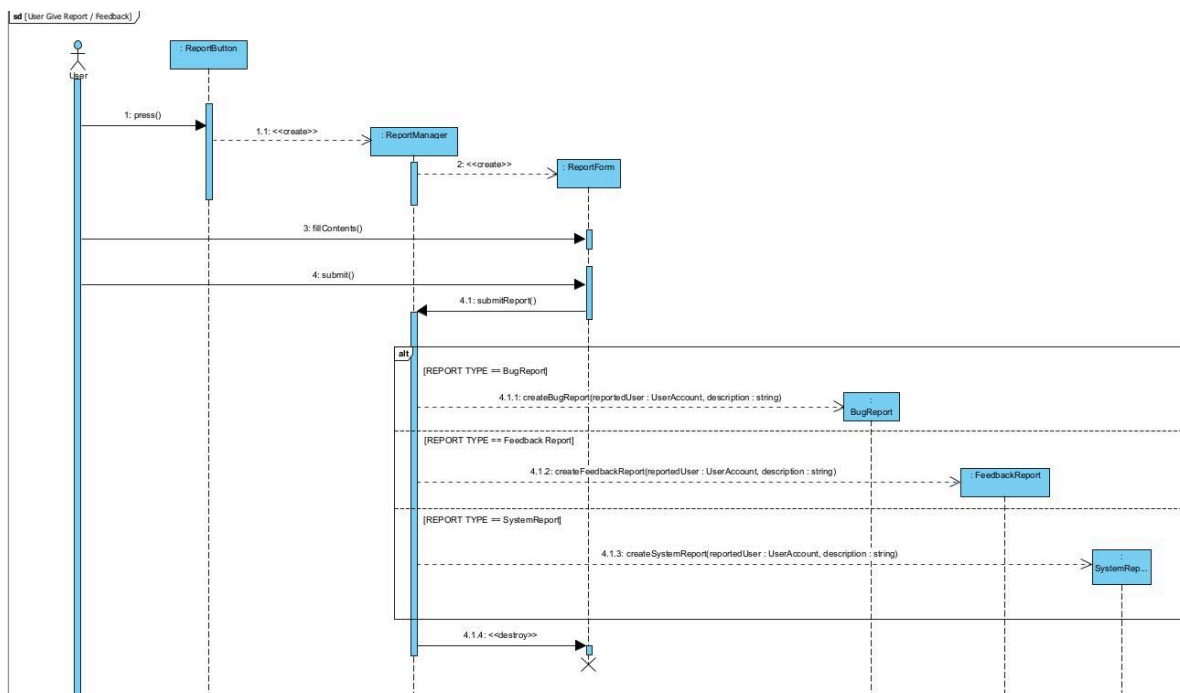 sd [User Give Report / Feedback]
: ReportButton
User
1: press()
1.1: <<create>>
: ReportManager
2: <<create>>
: ReportForm
3: fillContents()
4: submit()
4.1: submitReport()
alt
[REPORT TYPE == BugReport]
4.1.1: createBugReport(reportedUser : UserAccount, description : string)
:
BugReport
[REPORT TYPE == Feedback Report]
4.1.2: createFeedbackReport(reportedUser : UserAccount, description : string)
: FeedbackReport
[REPORT TYPE == SystemReport]
4.1.3: createSystemReport(reportedUser : UserAccount, description : string)
:
SystemRep...
4.1.4: <<destroy>>